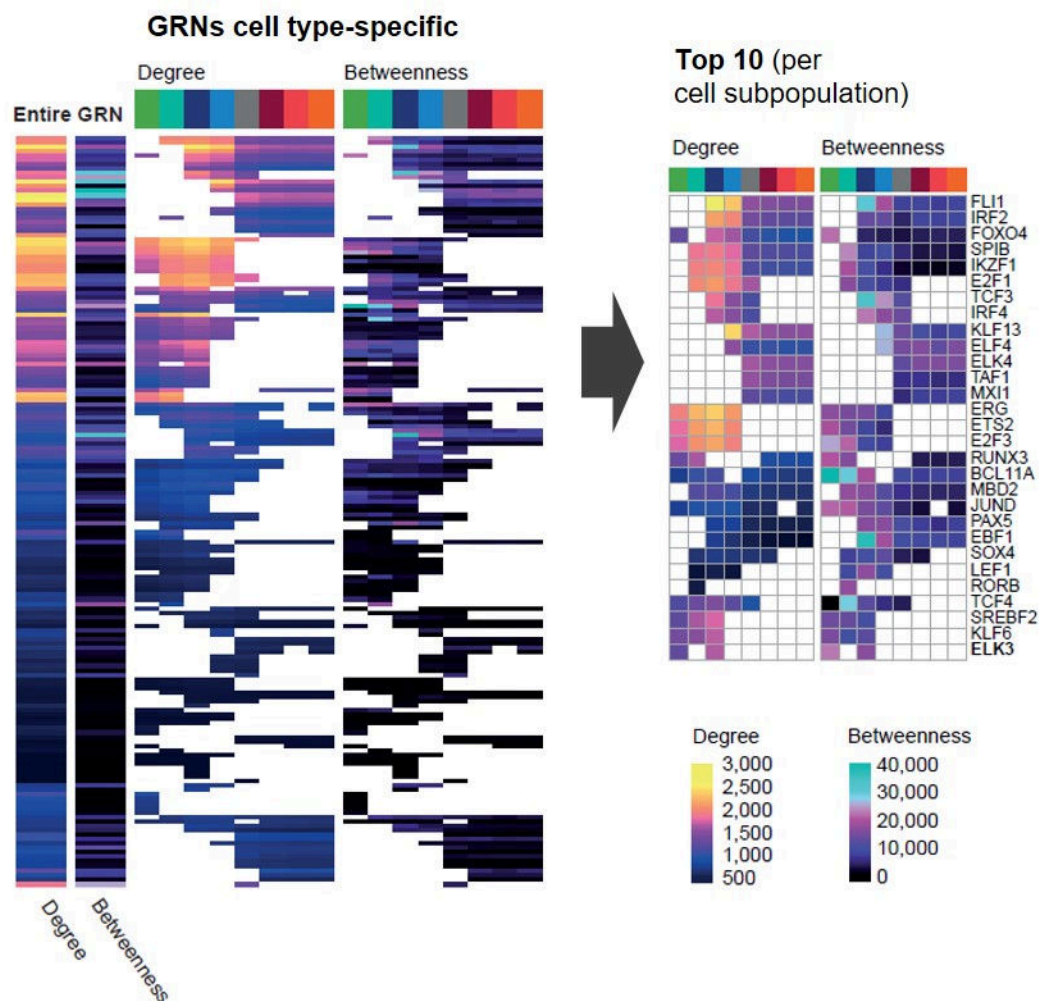 GRNs cell type-specific
Degree
Betweenness
Entire GRN
Degree
Betweenness
Top 10 (per
cell subpopulation)
Degree
Betweenness
FLI1
IRF2
FOXO4
SPIB
IKZF1
E2F1
TCF3
IRF4
KLF13
ELF4
ELK4
TAF1
MXI1
ERG
ETS2
E2F3
RUNX3
BCL11A
MBD2
JUND
PAX5
EBF1
SOX4
LEF1
RORB
TCF4
SREBF2
KLF6
ELK3
Degree
3,000
2,500
2,000
1,500
1,000
500
Betweenness
40,000
30,000
20,000
10,000
0